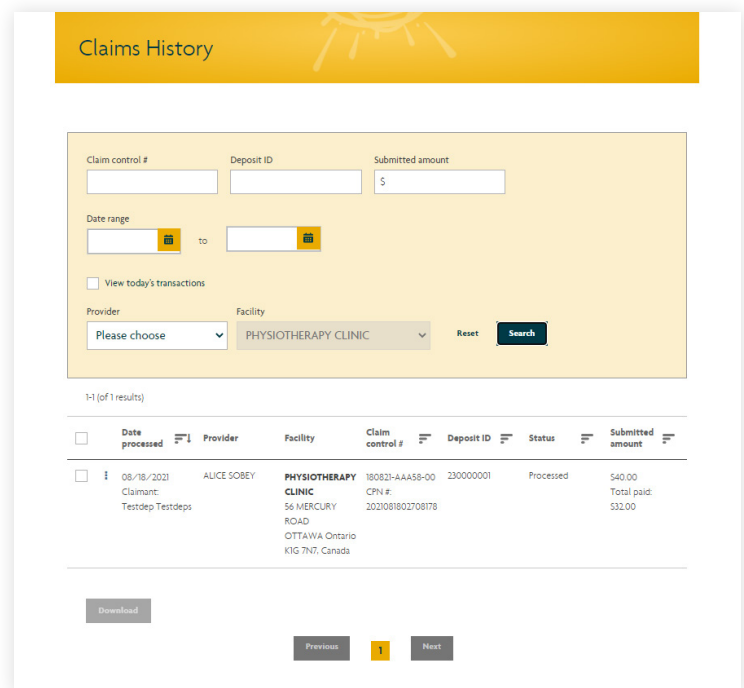 Claims History
Claim control #
Deposit ID
Submitted amount
$
Date range
to
View today's transactions
Provider
Facility
Please choose
PHYSIOTHERAPY CLINIC
Reset
Search
1-1 (of 1 results)
Date processed
Provider
Facility
Claim control #
Deposit ID
Status
Submitted amount
08/18/2021
Claimant:
Testdep Testdeps
ALICE SOBEY
PHYSIOTHERAPY
CLINIC
56 MERCURY
ROAD
OTTAWA Ontario
K1G 7N7, Canada
180821-AAA58-00
CPN #:
2021081802708178
230000001
Processed
$40.00
Total paid:
$32.00
Download
Previous
1
Next